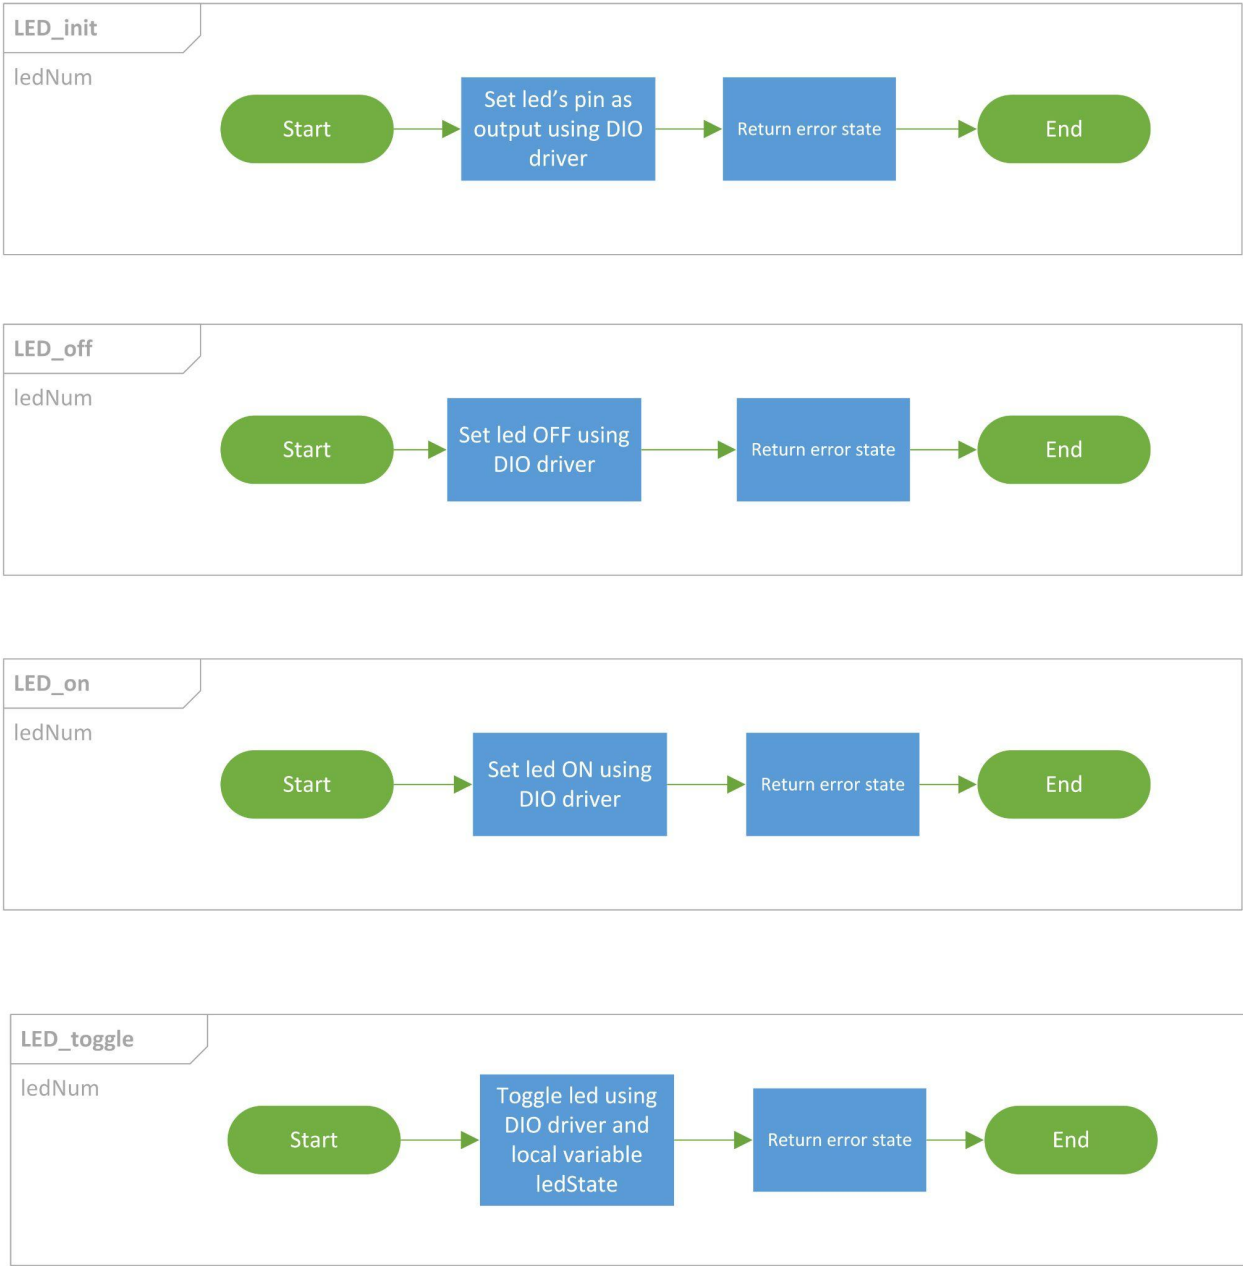 LED_init
ledNum
Start
Set led's pin as
output using DIO
driver
Return error state
End
LED_off
ledNum
Start
Set led OFF using
DIO driver
Return error state
End
LED_on
ledNum
Start
Set led ON using
DIO driver
Return error state
End
LED_toggle
ledNum
Start
Toggle led using
DIO driver and
local variable
ledState
Return error state
End